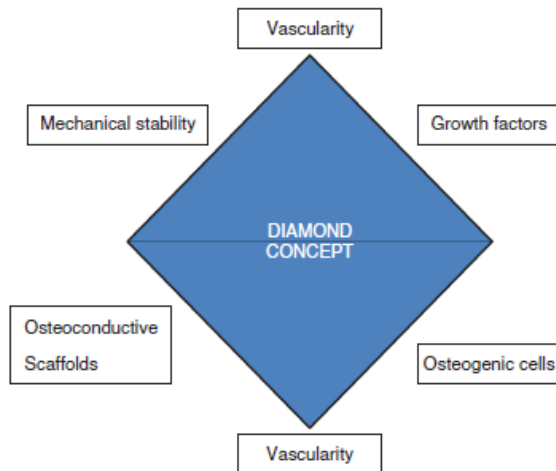 Vascularity
Mechanical stability
Growth factors
DIAMOND
CONCEPT
Osteoconductive
Scaffolds
Osteogenic cells
Vascularity